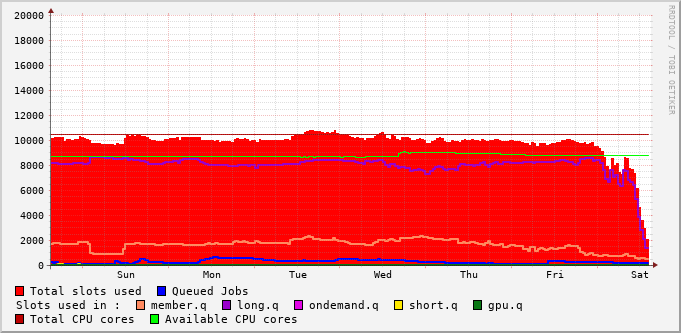 20000
18000
16000
14000
12000
10000
8000
6000
4000
2000
0
Sun Mon Tue Wed Thu Fri Sat
RRDTOOL / TOBI OETIKER
Total slots used Queued Jobs
Slots used in : member.q long.q ondemand.q short.q gpu.q
Total CPU cores Available CPU cores